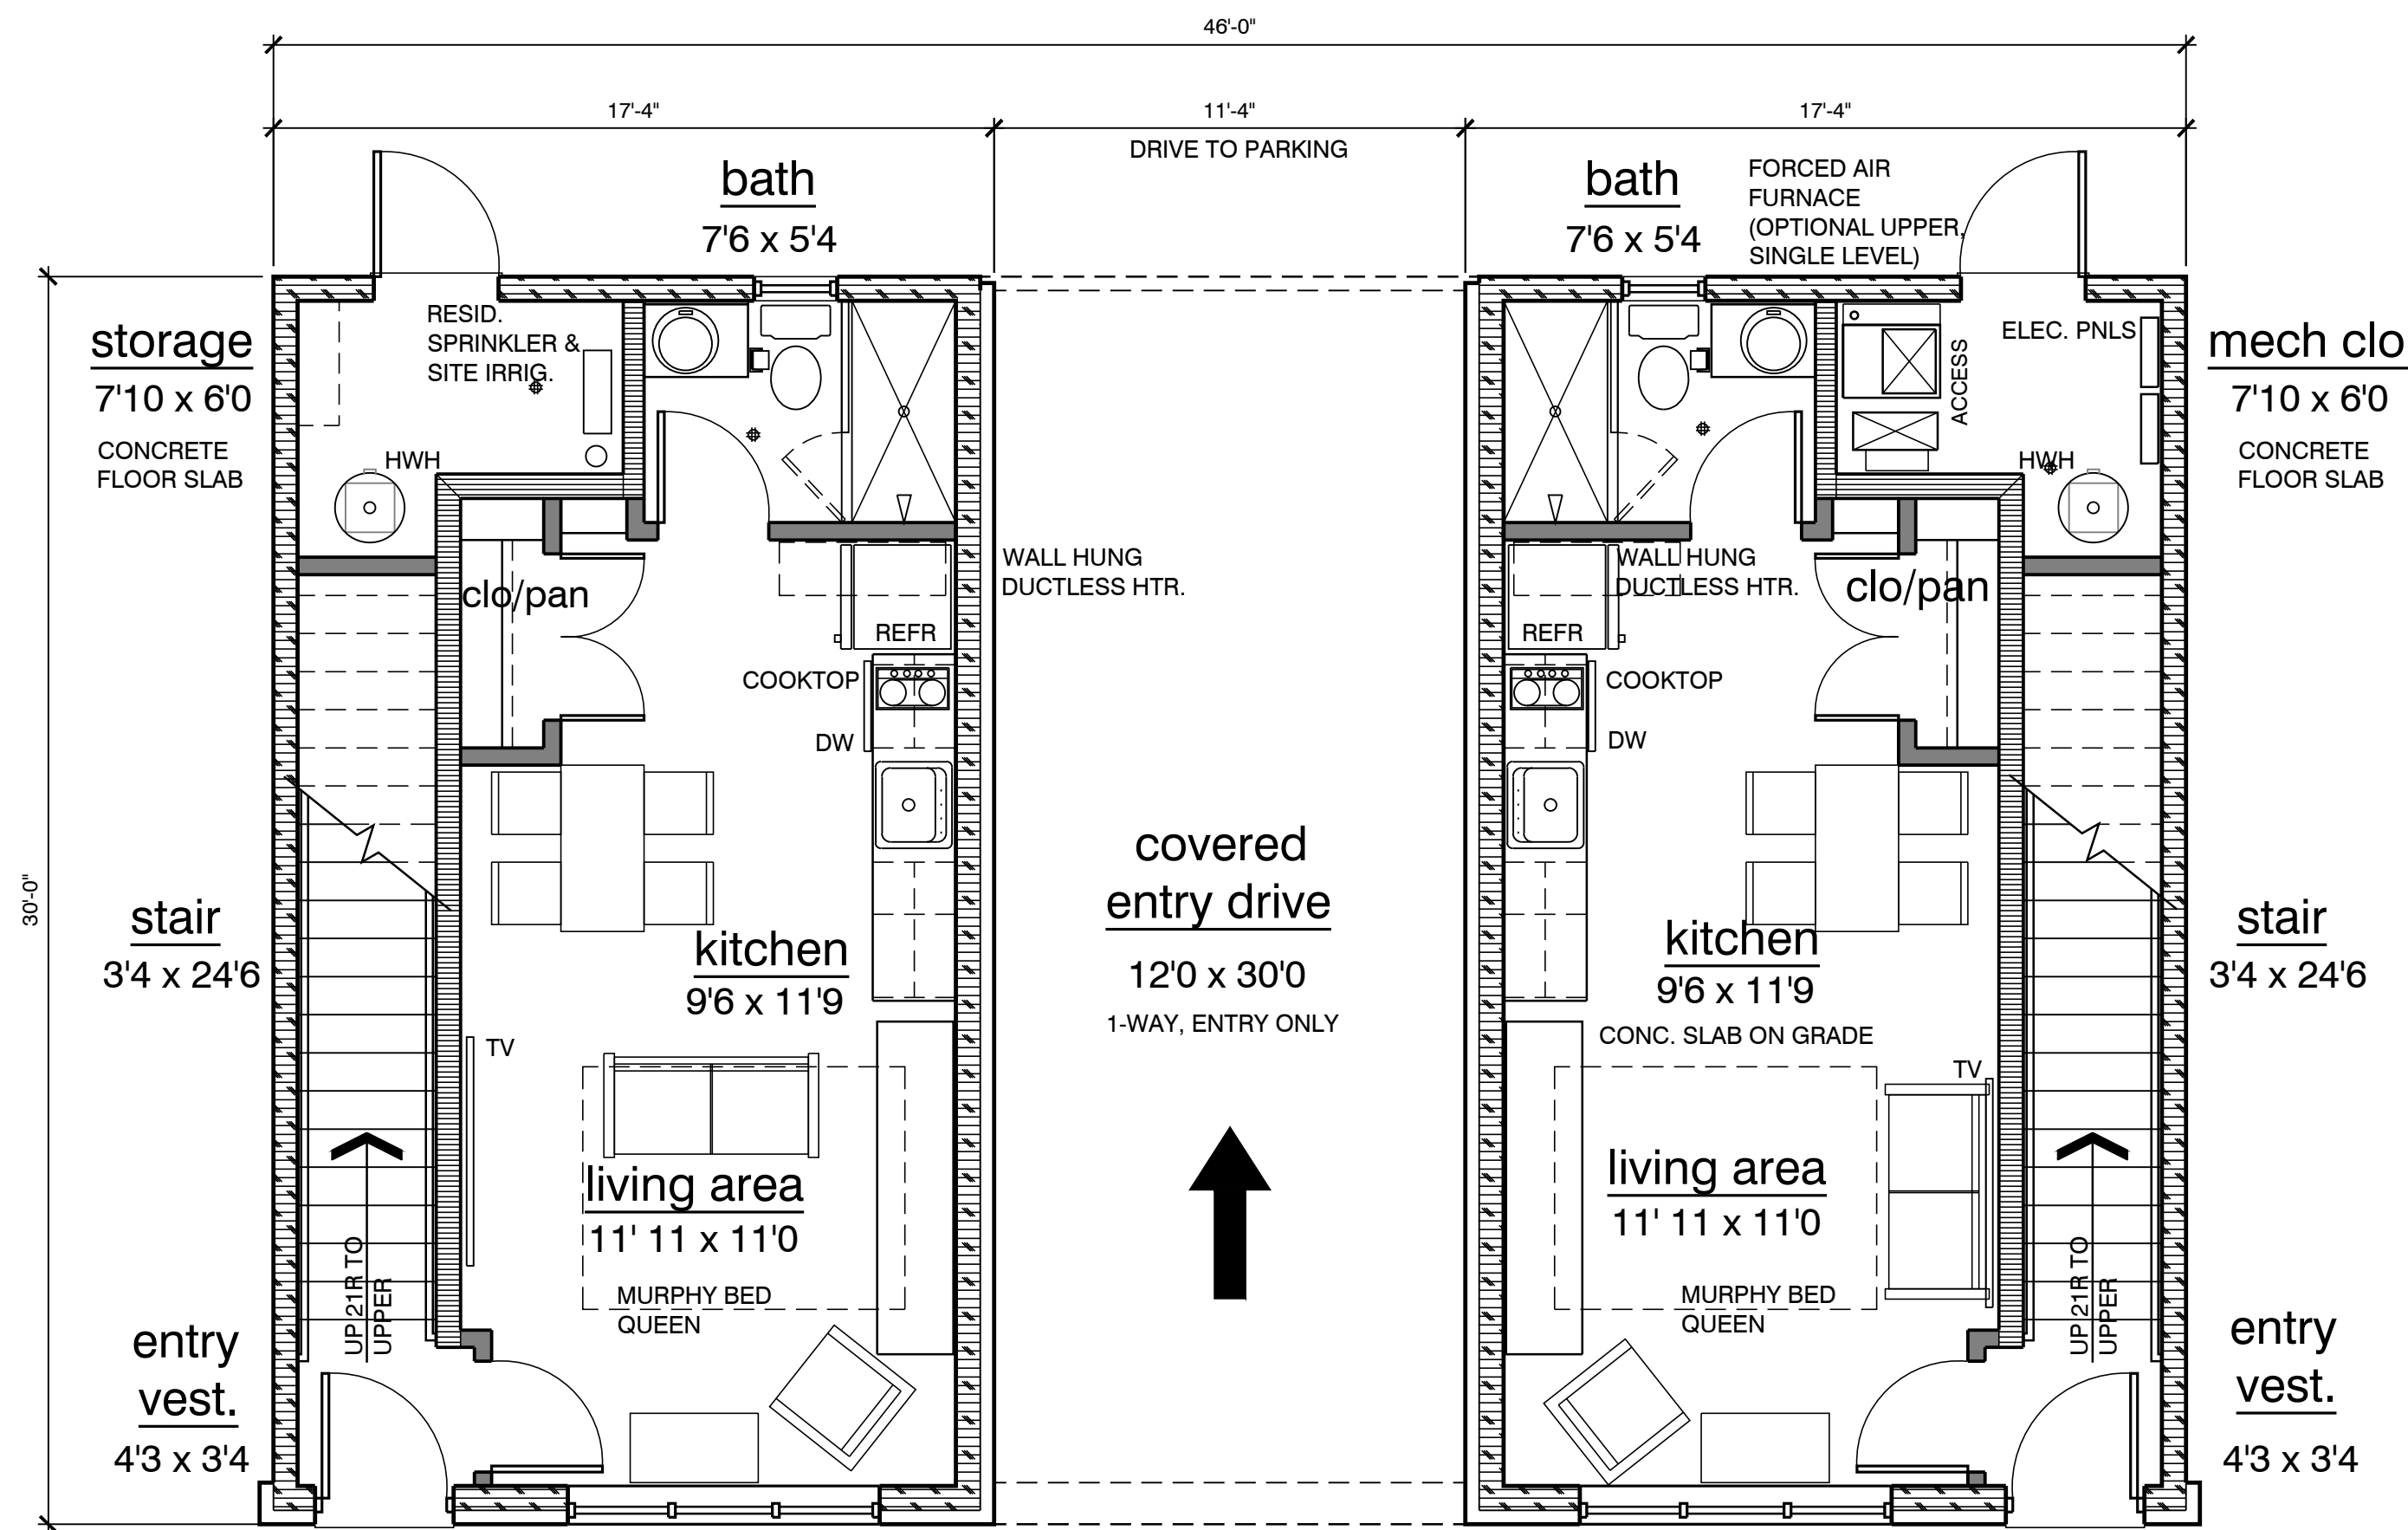 46'-0"
17'-4"
11'-4"
17'-4"
DRIVE TO PARKING
bath
7'6 x 5'4
bath
7'6 x 5'4
FORCED AIR
FURNACE
(OPTIONAL UPPER,
SINGLE LEVEL)
storage
7'10 x 6'0
CONCRETE
FLOOR SLAB
RESID.
SPRINKLER &
SITE IRRIG.
HWH
ELEC. PNLS
ACCESS
HWH
mech clo
7'10 x 6'0
CONCRETE
FLOOR SLAB
clo/pan
WALL HUNG
DUCTLESS HTR.
WALL HUNG
DUCTLESS HTR.
clo/pan
REFR
REFR
COOKTOP
COOKTOP
DW
DW
30'-0"
stair
3'4 x 24'6
kitchen
9'6 x 11'9
covered
entry drive
12'0 x 30'0
1-WAY, ENTRY ONLY
kitchen
9'6 x 11'9
CONC. SLAB ON GRADE
stair
3'4 x 24'6
TV
TV
living area
11' 11 x 11'0
MURPHY BED
QUEEN
living area
11' 11 x 11'0
MURPHY BED
QUEEN
UP 21R TO
UPPER
UP 21R TO
UPPER
entry
vest.
4'3 x 3'4
entry
vest.
4'3 x 3'4